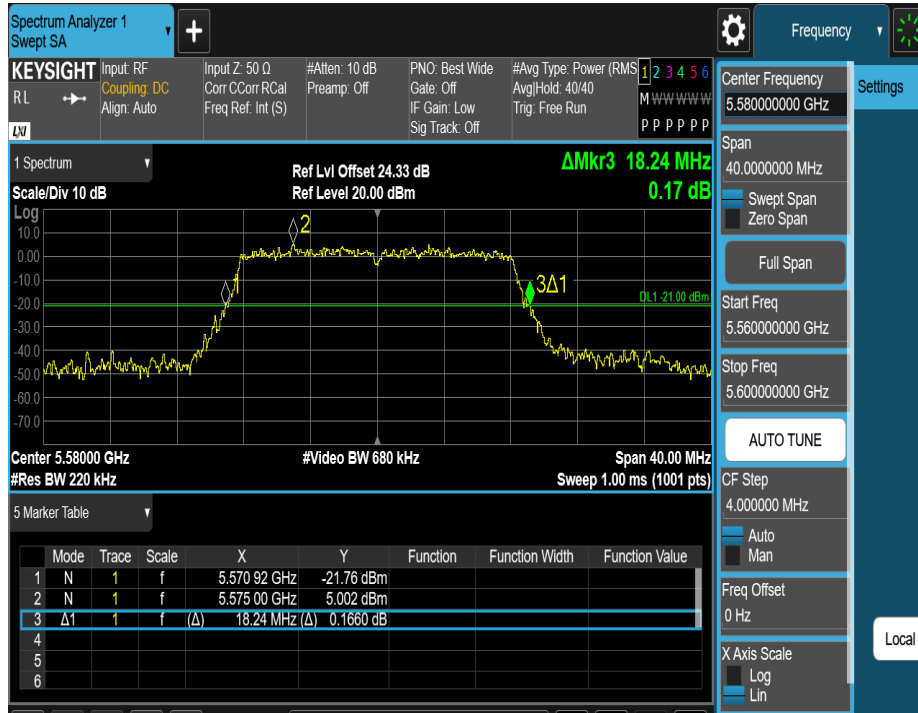 Spectrum Analyzer 1
Swept SA
+
Frequency
KEYSIGHT
RL
LXI
Input: RF
Coupling: DC
Align: Auto
Input Z: 50 Ω
Corr CCorr RCal
Freq Ref: Int (S)
#Atten: 10 dB
Preamp: Off
PNO: Best Wide
Gate: Off
IF Gain: Low
Sig Track: Off
#Avg Type: Power (RMS
Avg|Hold: 40/40
Trig: Free Run
1 2 3 4 5 6
M W W W W W
P P P P P P
1 Spectrum
Scale/Div 10 dB
Ref Lvl Offset 24.33 dB
Ref Level 20.00 dBm
ΔMkr3 18.24 MHz
0.17 dB
Log
10.0
0.00
-10.0
-20.0
-30.0
-40.0
-50.0
-60.0
-70.0
2
3Δ1
DL1 -21.00 dBm
Center 5.58000 GHz
#Video BW 680 kHz
Span 40.00 MHz
#Res BW 220 kHz
Sweep 1.00 ms (1001 pts)
5 Marker Table
Mode Trace Scale X Y Function Function Width Function Value
1 N 1 f 5.570 92 GHz -21.76 dBm
2 N 1 f 5.575 00 GHz 5.002 dBm
3 Δ1 1 f (Δ) 18.24 MHz (Δ) 0.1660 dB
4
5
6
Center Frequency
5.580000000 GHz
Span
40.0000000 MHz
Swept Span
Zero Span
Full Span
Start Freq
5.560000000 GHz
Stop Freq
5.600000000 GHz
AUTO TUNE
CF Step
4.000000 MHz
Auto
Man
Freq Offset
0 Hz
X Axis Scale
Log
Lin
Settings
Local